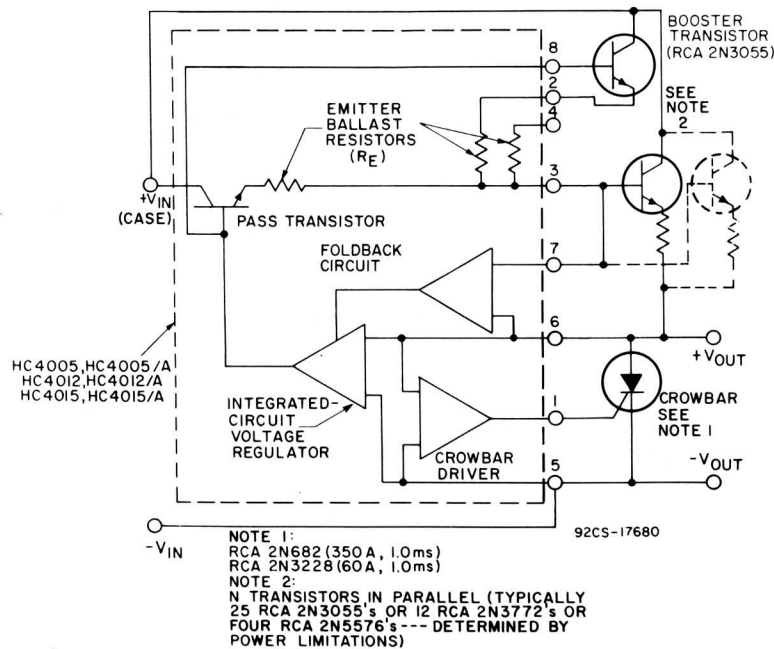 BOOSTER
TRANSISTOR
(RCA 2N3055)
8
2
4
SEE
NOTE
2
EMITTER
BALLAST
RESISTORS
(RE)
3
+VIN
(CASE)
PASS TRANSISTOR
FOLDBACK
CIRCUIT
7
6
+VOUT
HC4005,HC4005/A
HC4012,HC4012/A
HC4015,HC4015/A
INTEGRATED-
CIRCUIT
VOLTAGE
REGULATOR
1
CROWBAR
SEE
NOTE 1
CROWBAR
DRIVER
5
-VOUT
-VIN
92CS-17680
NOTE 1:
RCA 2N682 (350 A, 1.0ms)
RCA 2N3228 (60A, 1.0ms)
NOTE 2:
N TRANSISTORS IN PARALLEL (TYPICALLY
25 RCA 2N3055's OR 12 RCA 2N3772's OR
FOUR RCA 2N5576's --- DETERMINED BY
POWER LIMITATIONS)